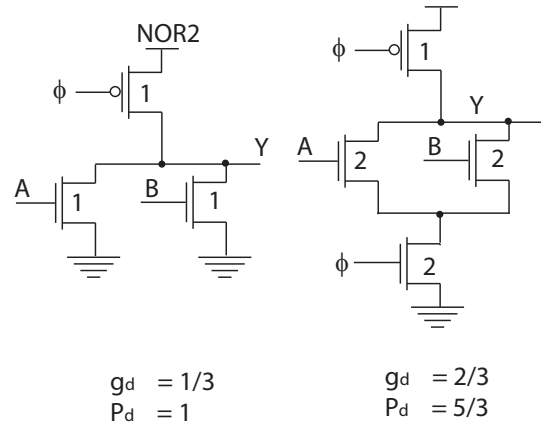 NOR2
ϕ
1
Y
A
1
B
1
gd = 1/3
Pd = 1
ϕ
1
Y
A
2
B
2
ϕ
2
gd = 2/3
Pd = 5/3